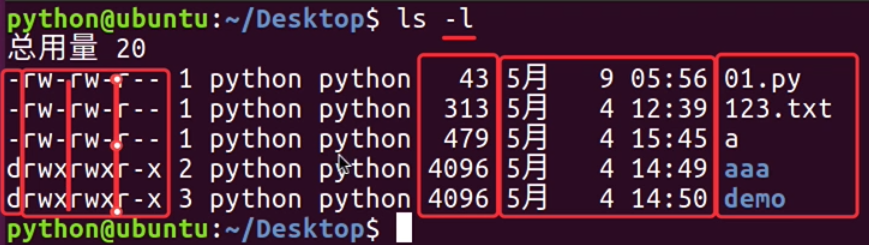 python@ubuntu:~/Desktop$ ls -l
总用量 20
-rw-rw-r-- 1 python python 43 5月 9 05:56 01.py
-rw-rw-r-- 1 python python 313 5月 4 12:39 123.txt
-rw-rw-r-- 1 python python 479 5月 4 15:45 a
drwxrwxr-x 2 python python 4096 5月 4 14:49 aaa
drwxrwxr-x 3 python python 4096 5月 4 14:50 demo
python@ubuntu:~/Desktop$